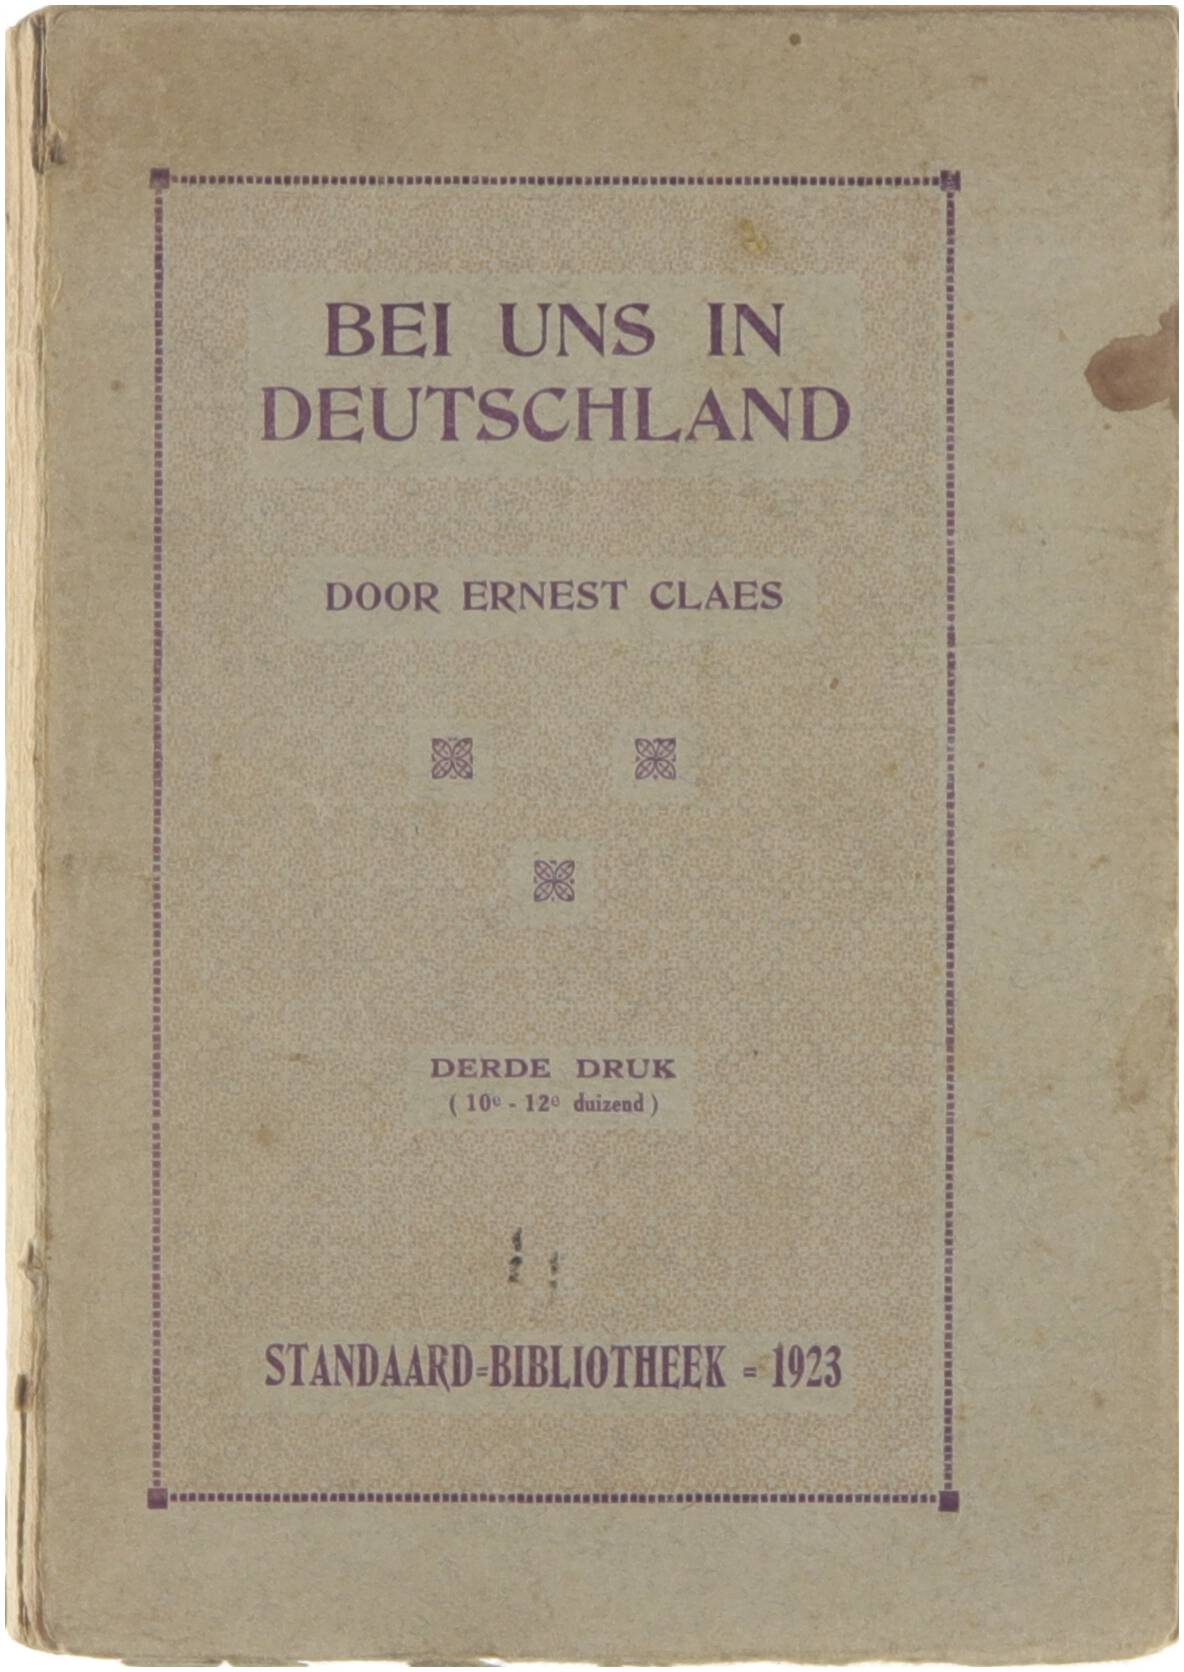 BEI UNS IN
DEUTSCHLAND
DOOR ERNEST CLAES
DERDE DRUK
( 10e - 12e duizend )
STANDAARD=BIBLIOTHEEK = 1923